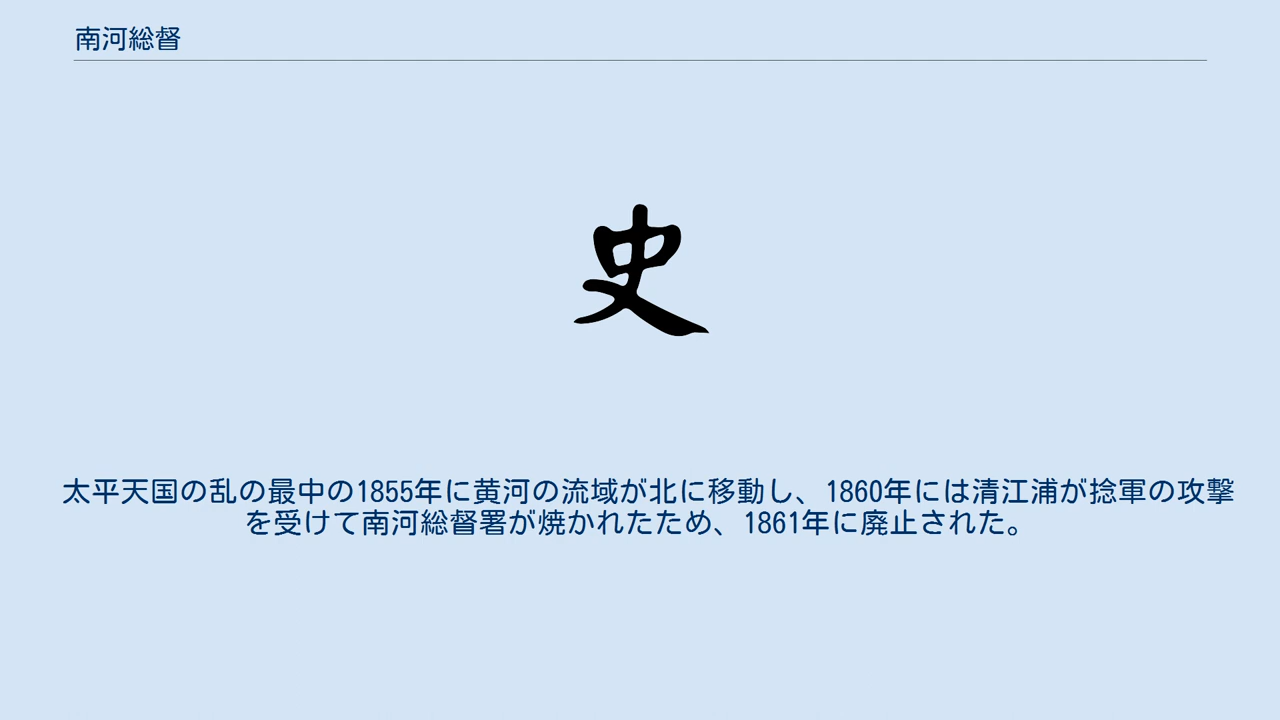 南河総督
史
太平天国の乱の最中の1855年に黄河の流域が北に移動し、1860年には清江浦が捻軍の攻撃
を受けて南河総督署が焼かれたため、1861年に廃止された。